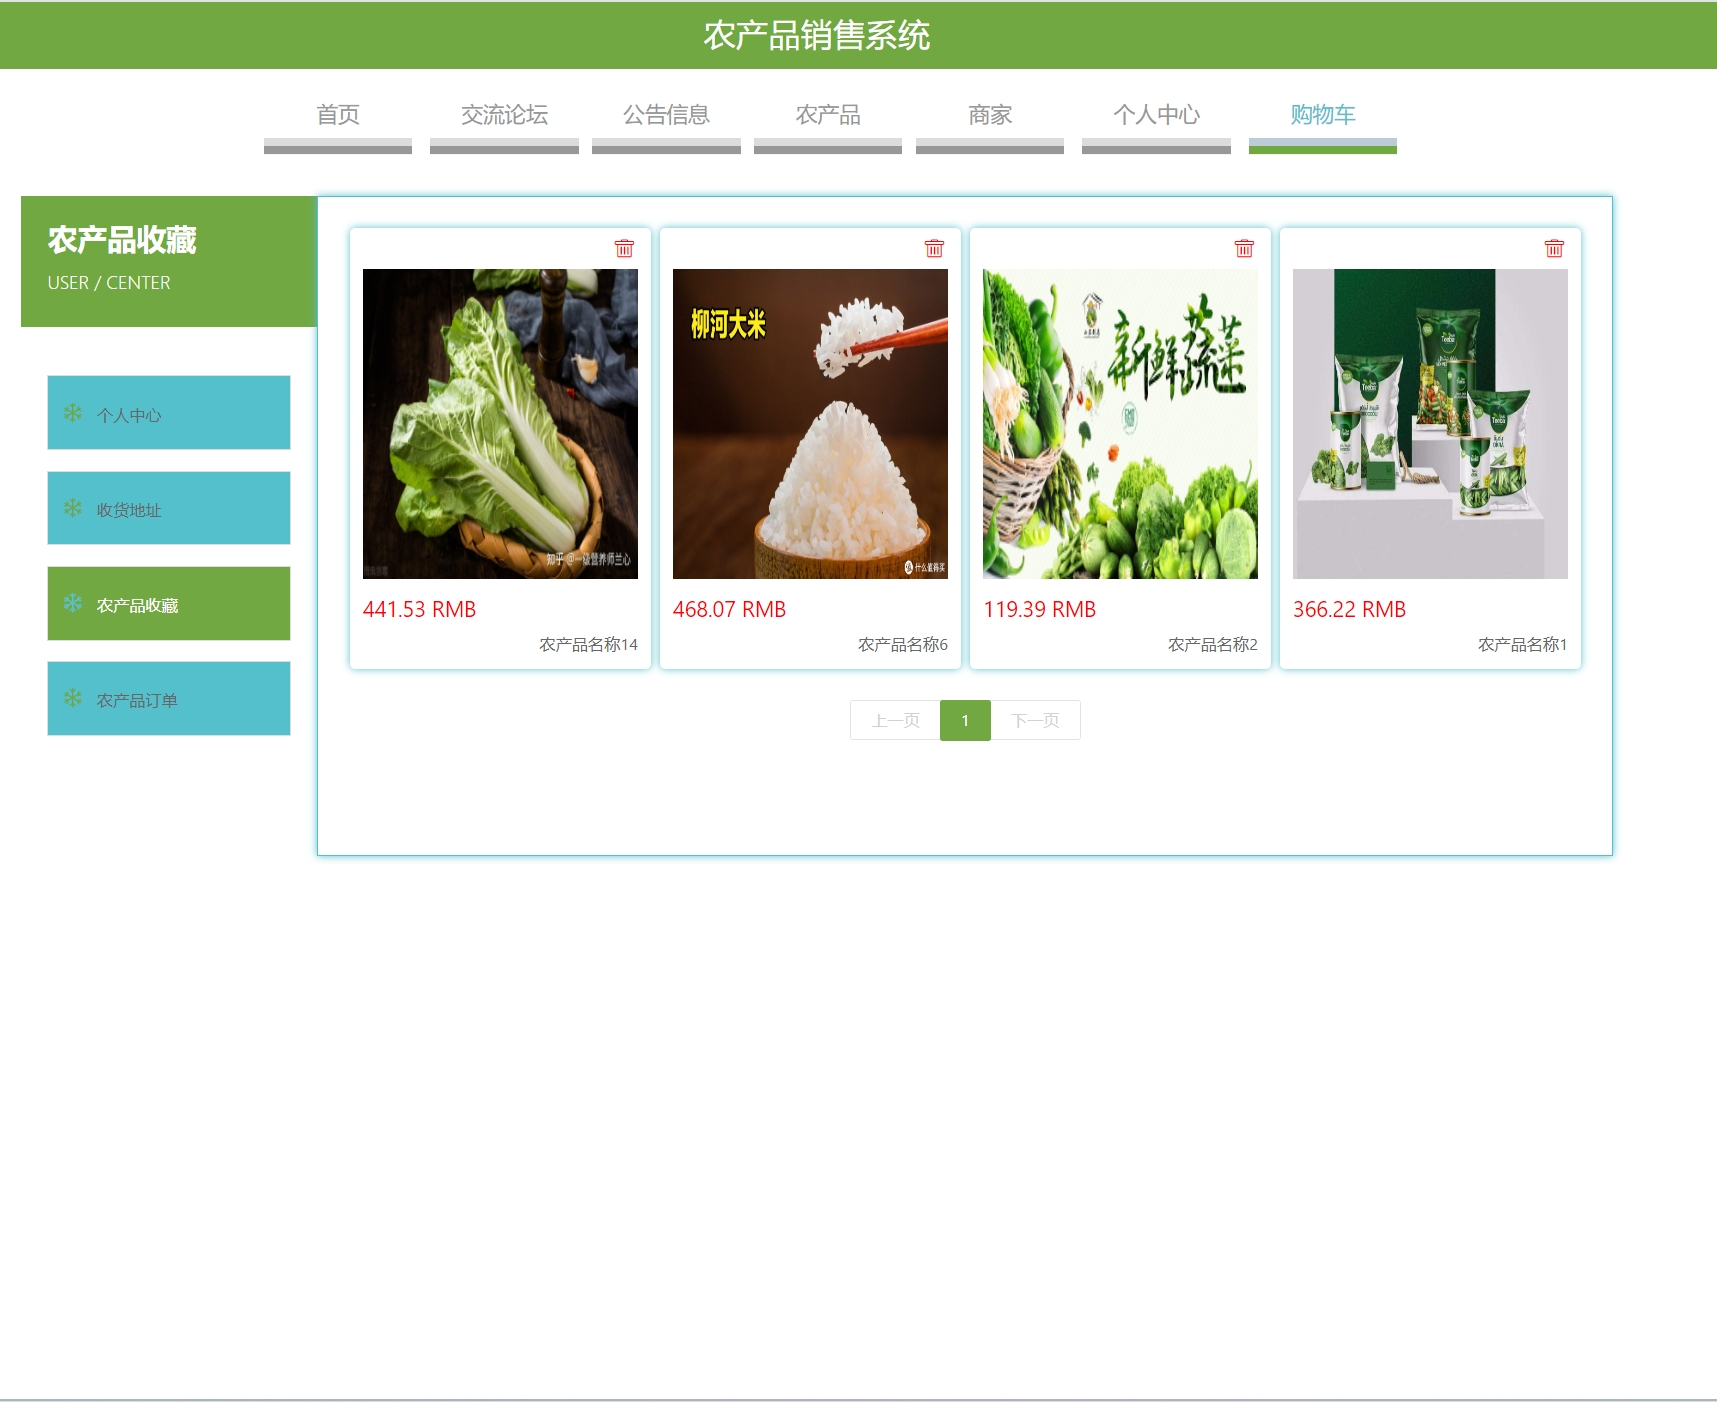 农产品销售系统
首页 交流论坛 公告信息 农产品 商家 个人中心 购物车
农产品收藏
USER / CENTER
个人中心
收货地址
农产品收藏
农产品订单
知乎 @一级营养师兰心
441.53 RMB
农产品名称14
柳河大米
值 什么值得买
468.07 RMB
农产品名称6
新鲜蔬菜
119.39 RMB
农产品名称2
Teeba
Teeba
Teeba
366.22 RMB
农产品名称1
上一页 1 下一页